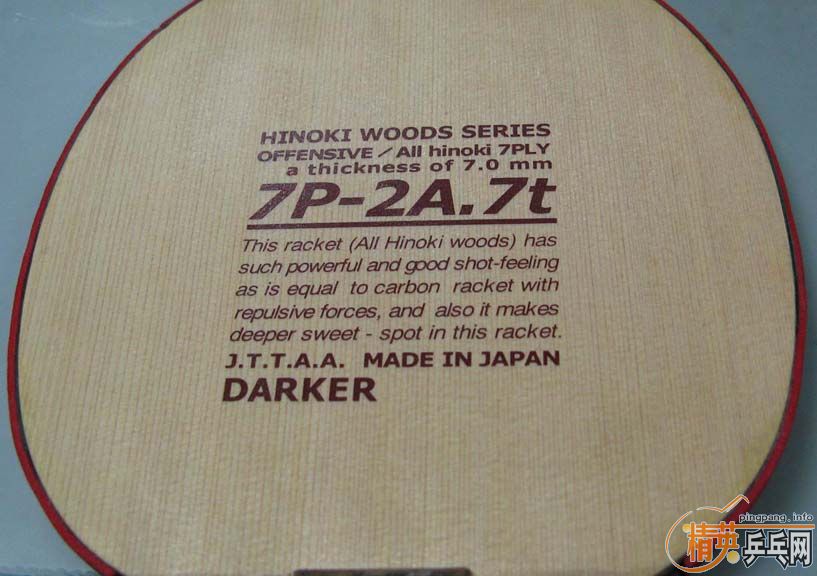 HINOKI WOODS SERIES
OFFENSIVE / All hinoki 7PLY
a thickness of 7.0 mm
7P-2A.7t
This racket (All Hinoki woods) has
such powerful and good shot-feeling
as is equal to carbon racket with
repulsive forces, and also it makes
deeper sweet - spot in this racket.
J.T.T.A.A. MADE IN JAPAN
DARKER
pingpang.info
精英乒乓网